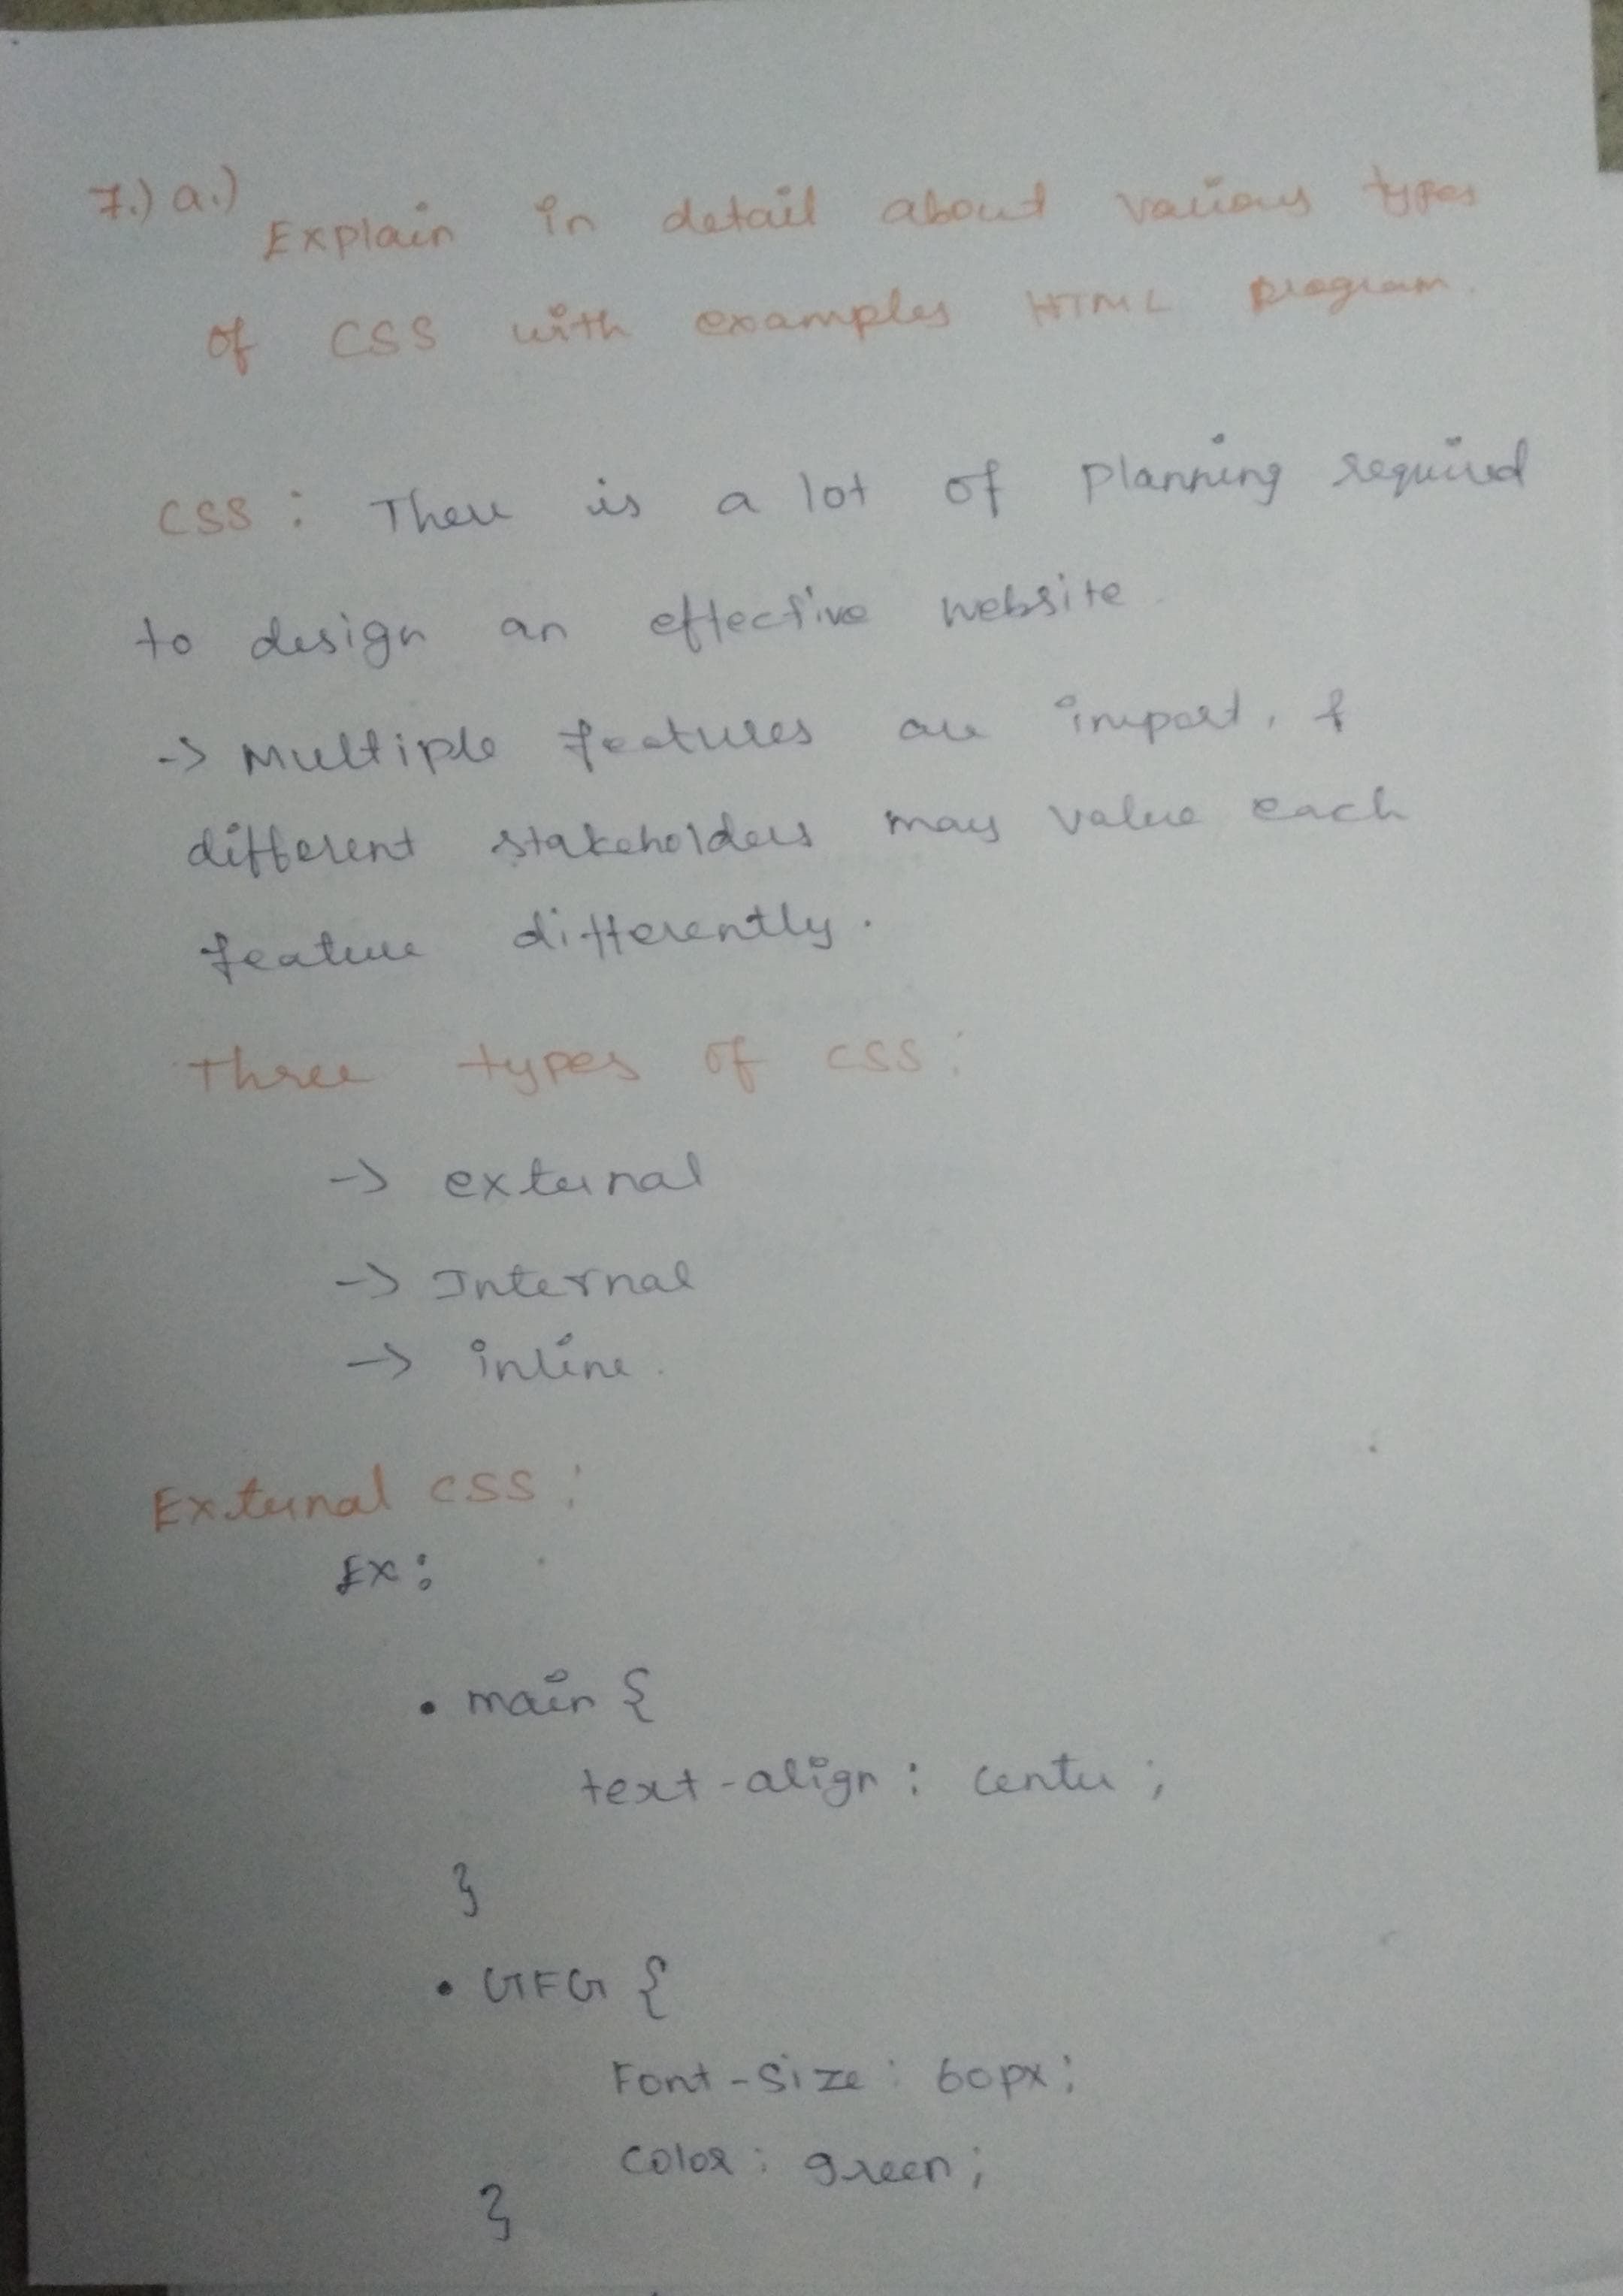 7.) a.) Explain in detail about various types
of CSS with examples HTML program.
CSS : There is a lot of planning required
to design an effective website.
-> Multiple features are import, &
different stakeholders may value each
feature differently.
Three types of CSS:
-> external
-> Internal
-> inline.
External CSS:
Ex:
. main {
text-align : center ;
}
. GFG {
Font-size : 60px ;
color : green ;
}